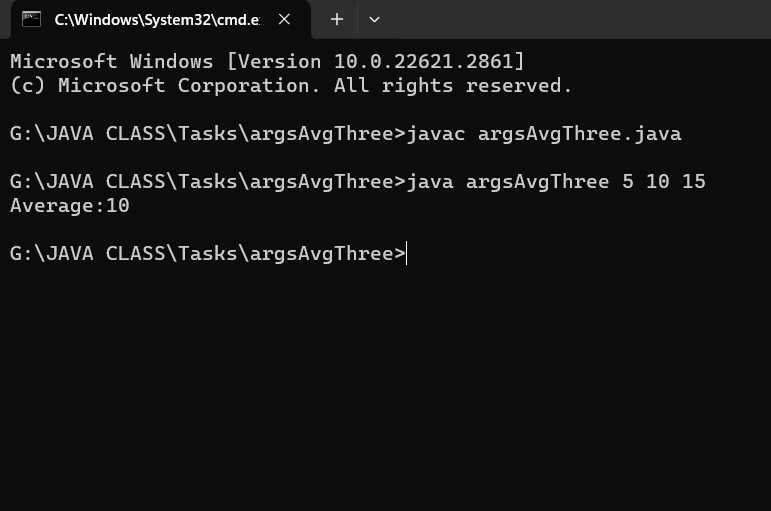 C:\Windows\System32\cmd.e
Microsoft Windows [Version 10.0.22621.2861]
(c) Microsoft Corporation. All rights reserved.
G:\JAVA CLASS\Tasks\argsAvgThree>javac argsAvgThree.java
G:\JAVA CLASS\Tasks\argsAvgThree>java argsAvgThree 5 10 15
Average:10
G:\JAVA CLASS\Tasks\argsAvgThree>